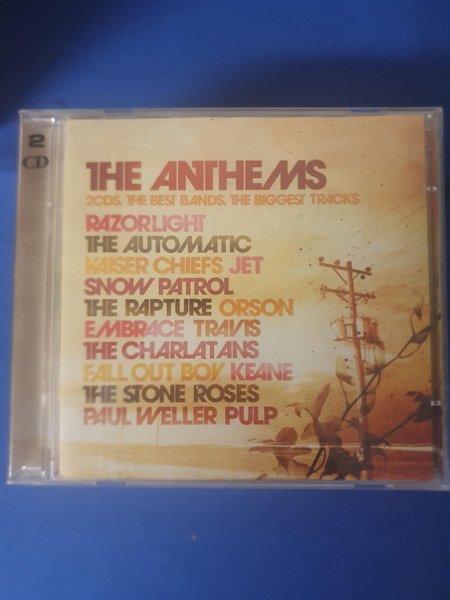 2
CD
THE ANTHEMS
2CDS. THE BEST BANDS. THE BIGGEST TRACKS
RAZORLIGHT
THE AUTOMATIC
KAISER CHIEFS JET
SNOW PATROL
THE RAPTURE ORSON
EMBRACE TRAVIS
THE CHARLATANS
FALL OUT BOY KEANE
THE STONE ROSES
PAUL WELLER PULP